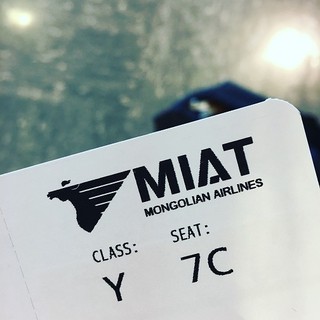 MIAT
MONGOLIAN AIRLINES
CLASS: SEAT:
Y 7C